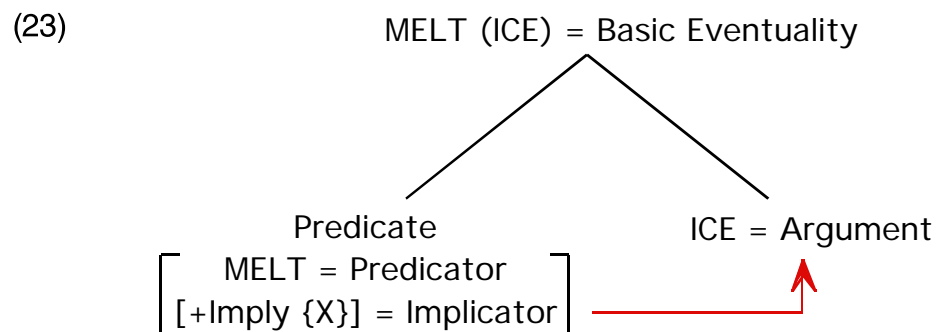 (23) MELT (ICE) = Basic Eventuality
Predicate ICE = Argument
MELT = Predicator
[+Imply {X}] = Implicator